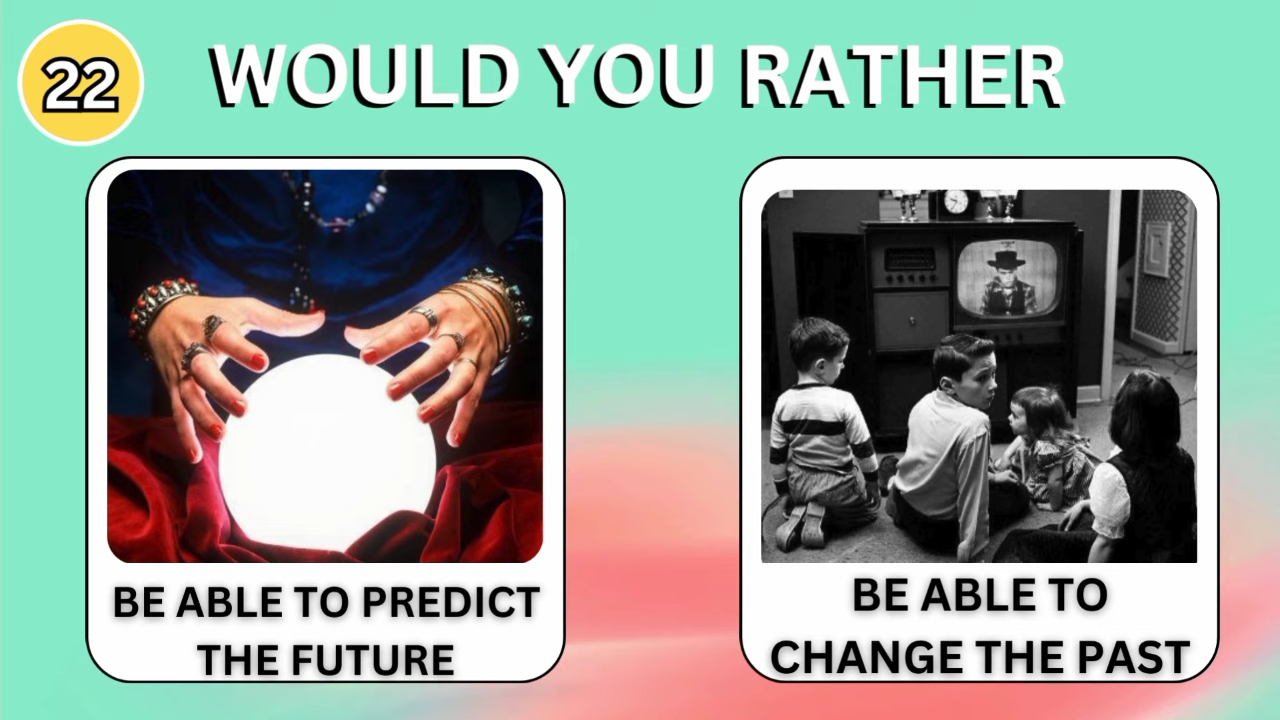 22
WOULD YOU RATHER
BE ABLE TO PREDICT
THE FUTURE
BE ABLE TO
CHANGE THE PAST